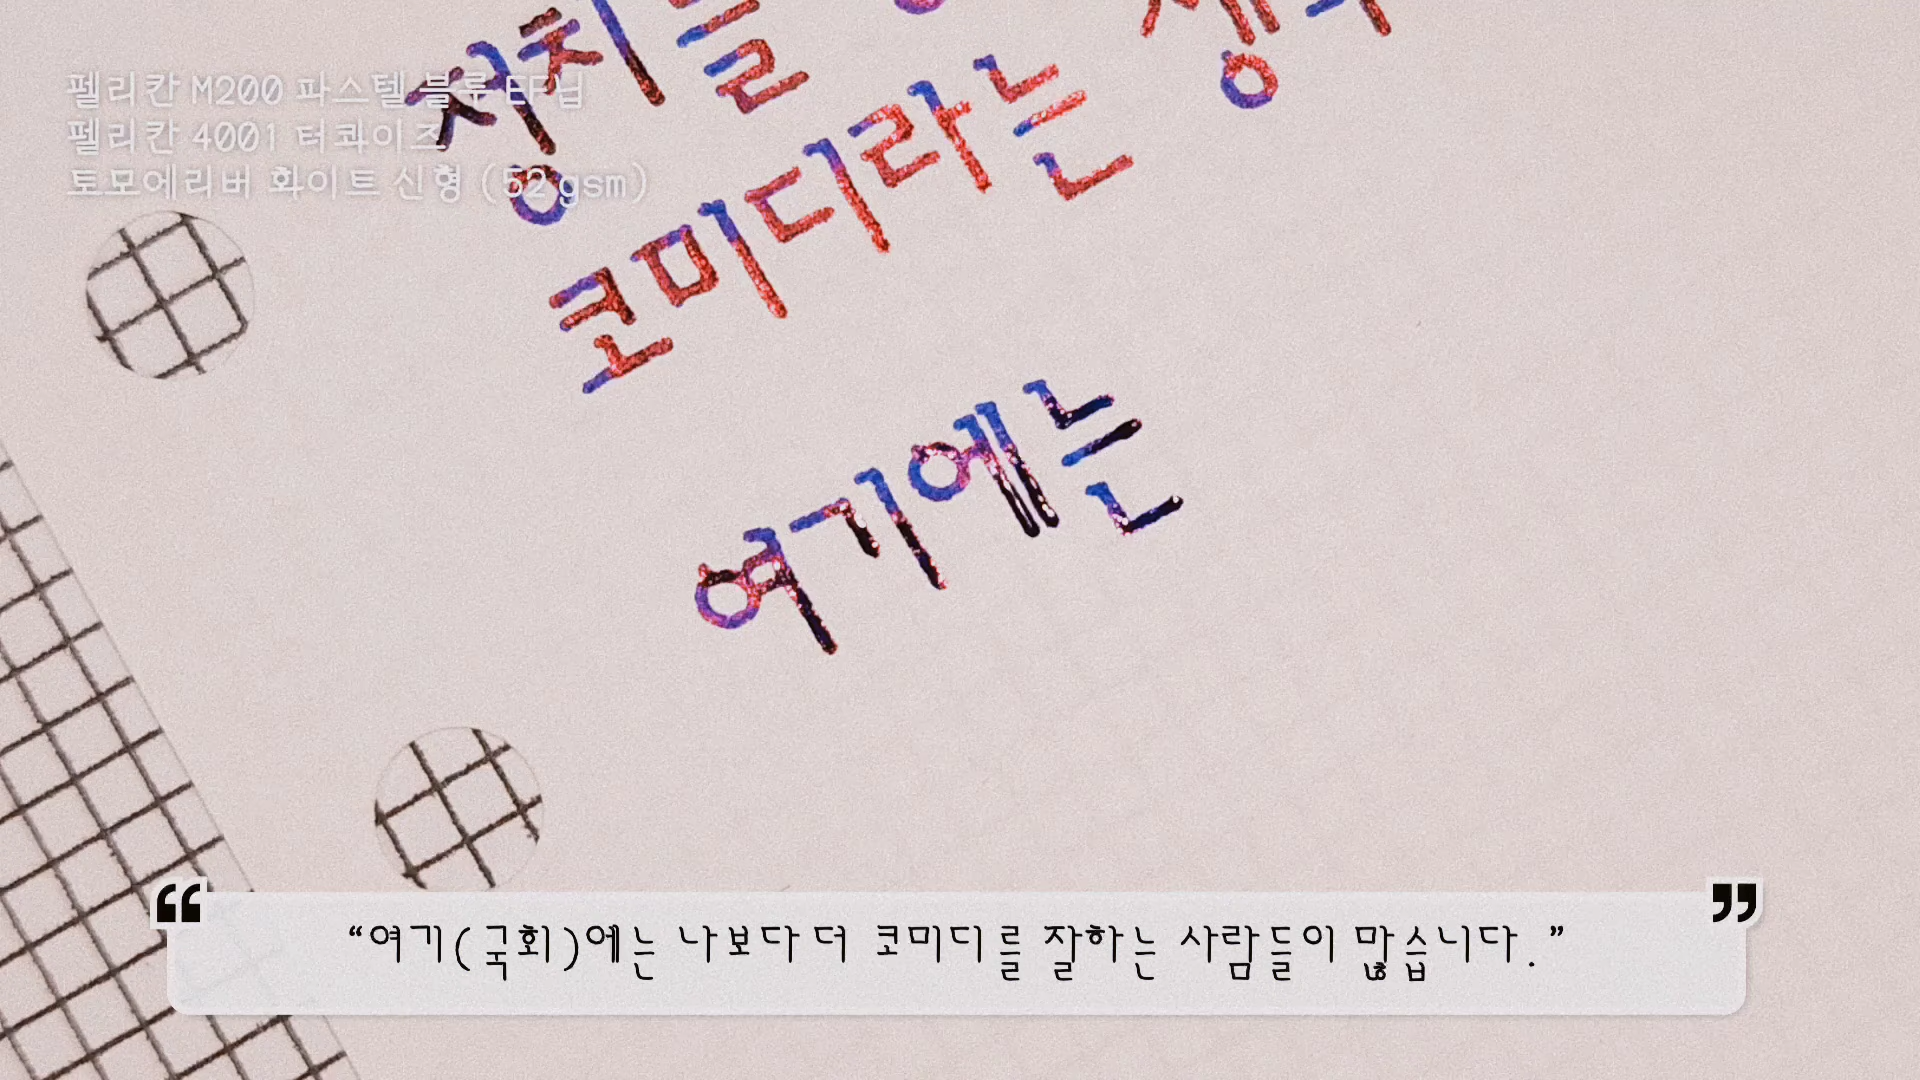 펠리칸 M200 파스텔 블루 EF닙
펠리칸 4001 터콰이즈
토모에리버 화이트 신형 (52gsm)
정치를
코미디라는
여기에는
“여기(국회)에는 나보다 더 코미디를 잘하는 사람들이 많습니다.”